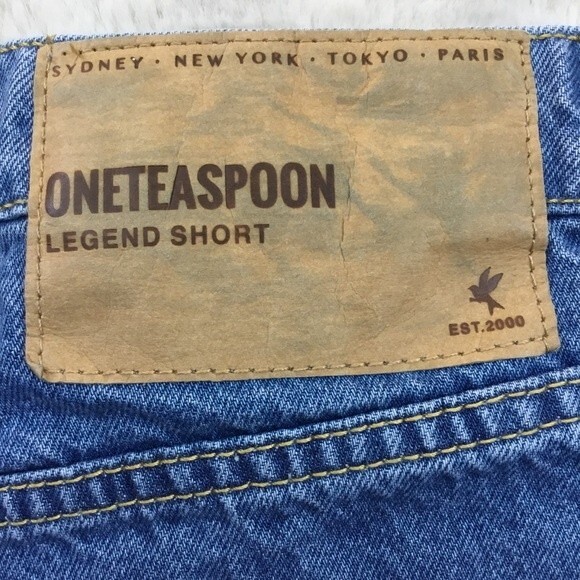 SYDNEY · NEW YORK · TOKYO · PARIS
ONETEASPOON
LEGEND SHORT
EST.2000